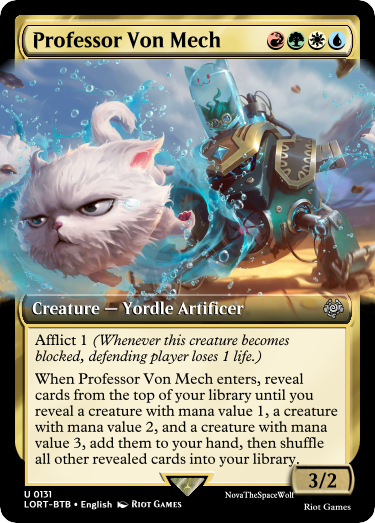 Professor Von Mech
Creature — Yordle Artificer
Afflict 1 (Whenever this creature becomes
blocked, defending player loses 1 life.)
When Professor Von Mech enters, reveal
cards from the top of your library until you
reveal a creature with mana value 1, a creature
with mana value 2, and a creature with mana
value 3, add them to your hand, then shuffle
all other revealed cards into your library.
3/2
U 0131
LORT-BTB • English RIOT GAMES
NovaTheSpaceWolf
Riot Games